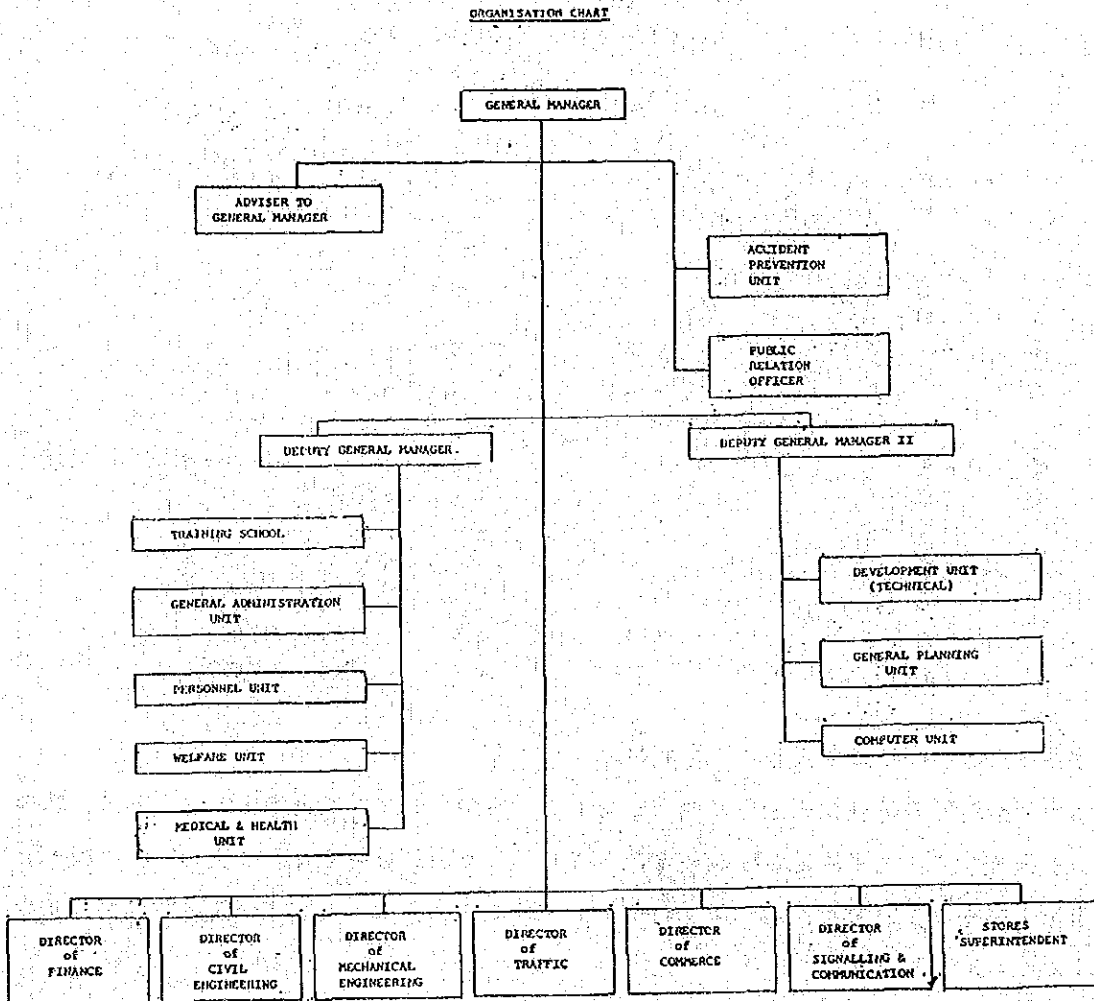 ORGANISATION CHART
GENERAL MANAGER
ADVISER TO
GENERAL MANAGER
ACCIDENT
PREVENTION
UNIT
PUBLIC
RELATION
OFFICER
DEPUTY GENERAL MANAGER
DEPUTY GENERAL MANAGER II
TRAINING SCHOOL
GENERAL ADMINISTRATION
UNIT
PERSONNEL UNIT
WELFARE UNIT
MEDICAL & HEALTH
UNIT
DEVELOPMENT UNIT
(TECHNICAL)
GENERAL PLANNING
UNIT
COMPUTER UNIT
DIRECTOR
of
FINANCE
DIRECTOR
of
CIVIL
ENGINEERING
DIRECTOR
of
MECHANICAL
ENGINEERING
DIRECTOR
of
TRAFFIC
DIRECTOR
of
COMMERCE
DIRECTOR
of
SIGNALLING &
COMMUNICATION
STORES
SUPERINTENDENT